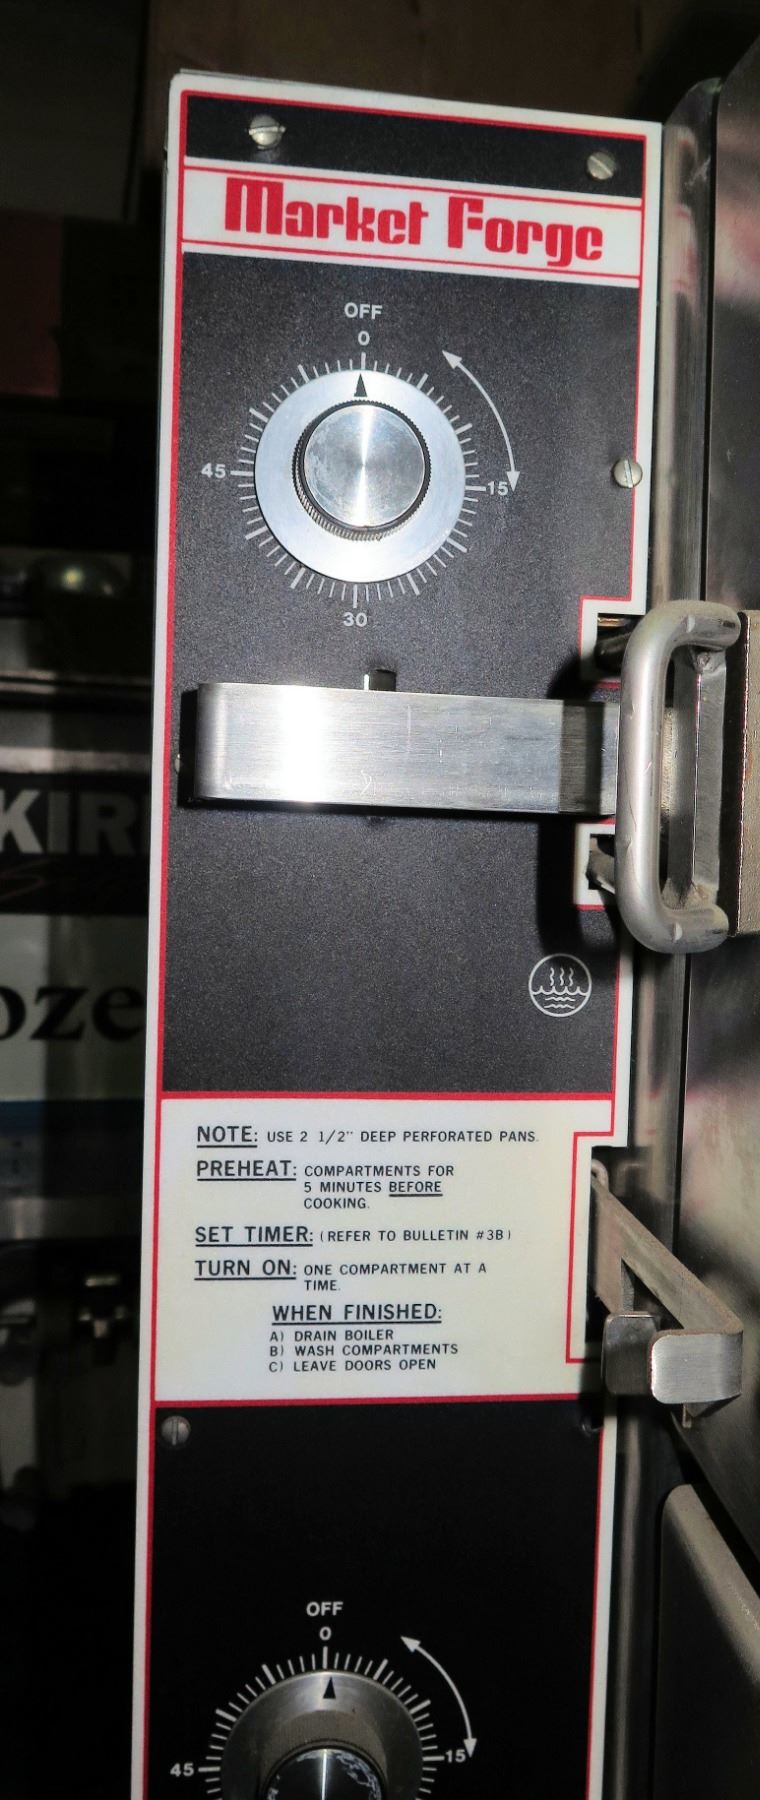 Market Forge
OFF
0
45
15
30
KIR
oze
NOTE: USE 2 1/2" DEEP PERFORATED PANS.
PREHEAT: COMPARTMENTS FOR
5 MINUTES BEFORE
COOKING.
SET TIMER: (REFER TO BULLETIN #3B)
TURN ON: ONE COMPARTMENT AT A
TIME.
WHEN FINISHED:
A) DRAIN BOILER
B) WASH COMPARTMENTS
C) LEAVE DOORS OPEN
OFF
0
45
15